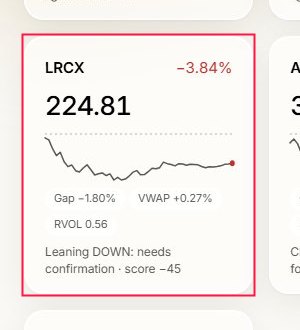 LRCX −3.84%
224.81
Gap −1.80% VWAP +0.27%
RVOL 0.56
Leaning DOWN: needs
confirmation · score −45